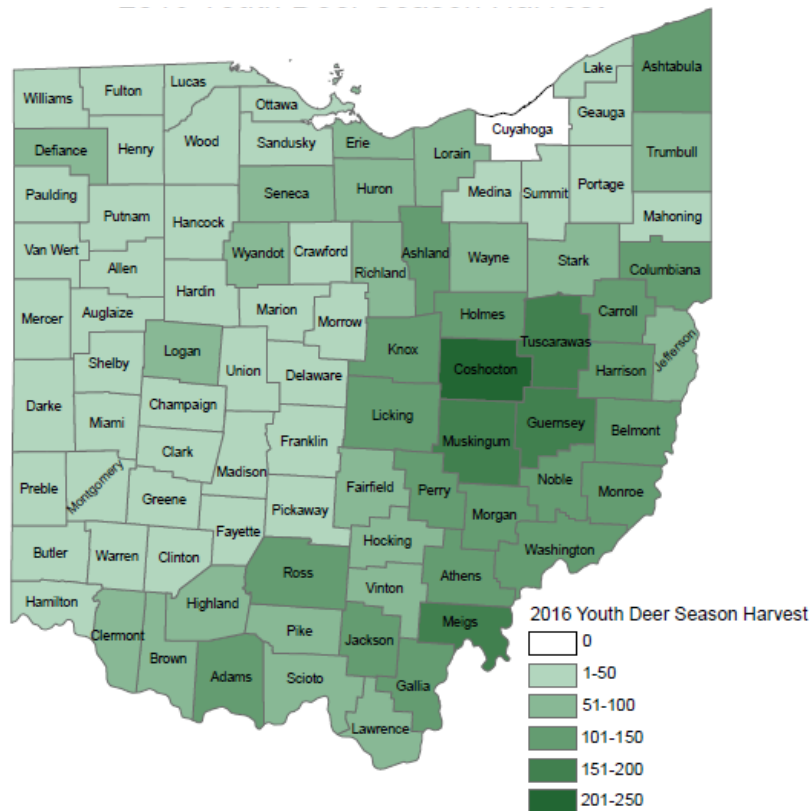 2016 Youth Deer Season Harvest
Williams
Fulton
Lucas
Ottawa
Lake
Ashtabula
Geauga
Cuyahoga
Defiance
Henry
Wood
Sandusky
Erie
Lorain
Trumbull
Paulding
Seneca
Huron
Medina
Summit
Portage
Mahoning
Putnam
Hancock
Van Wert
Wyandot
Crawford
Richland
Ashland
Wayne
Stark
Columbiana
Allen
Hardin
Mercer
Auglaize
Marion
Morrow
Holmes
Tuscarawas
Carroll
Jefferson
Logan
Shelby
Union
Knox
Coshocton
Harrison
Delaware
Darke
Champaign
Miami
Licking
Clark
Franklin
Muskingum
Guernsey
Belmont
Madison
Preble
Montgomery
Greene
Fairfield
Perry
Noble
Monroe
Pickaway
Morgan
Fayette
Butler
Warren
Clinton
Hocking
Washington
Ross
Athens
Hamilton
Highland
Vinton
Clermont
Pike
Meigs
Brown
Jackson
Adams
Scioto
Gallia
Lawrence
2016 Youth Deer Season Harvest
0
1-50
51-100
101-150
151-200
201-250